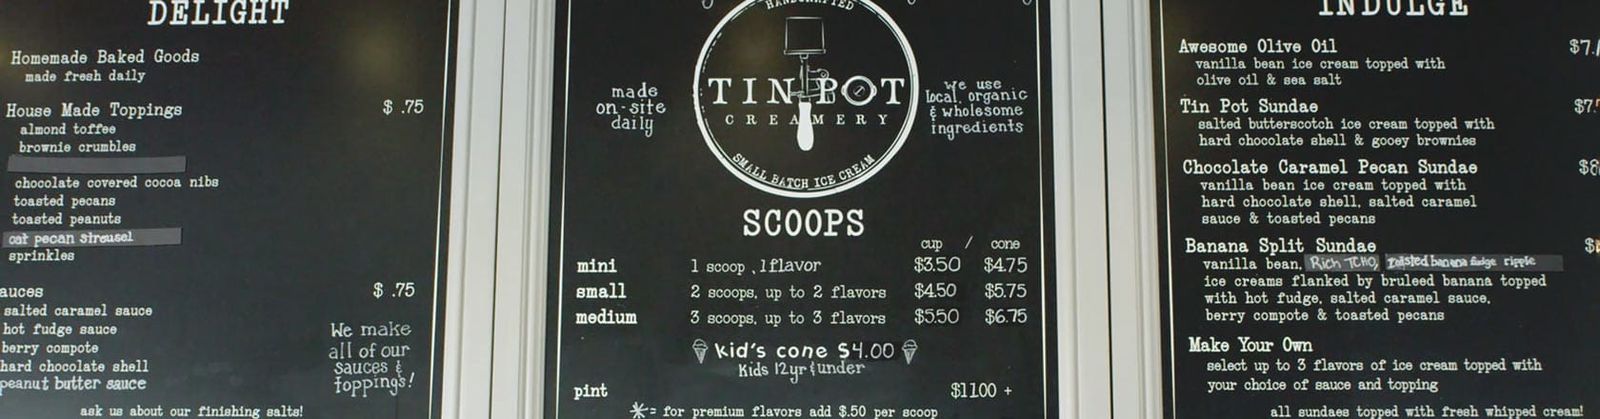 DELIGHT
Homemade Baked Goods
made fresh daily
House Made Toppings $ .75
almond toffee
brownie crumbles
chocolate covered cocoa nibs
toasted pecans
toasted peanuts
oat pecan streusel
sprinkles
auces $ .75
salted caramel sauce
hot fudge sauce
berry compote
hard chocolate shell
peanut butter sauce
We make
all of our
sauces &
toppings!
ask us about our finishing salts!
made
on-site
daily
HANDCRAFTED
TIN POT
CREAMERY
SMALL BATCH ICE CREAM
We use
local, organic
& wholesome
ingredients
SCOOPS
cup / cone
mini 1 scoop, 1 flavor $3.50 $4.75
small 2 scoops, up to 2 flavors $4.50 $5.75
medium 3 scoops, up to 3 flavors $5.50 $6.75
kid's cone $4.00
Kids 12yr & under
pint $11.00 +
*= for premium flavors add $.50 per scoop
INDULGE
Awesome Olive Oil $7.
vanilla bean ice cream topped with
olive oil & sea salt
Tin Pot Sundae $7.
salted butterscotch ice cream topped with
hard chocolate shell & gooey brownies
Chocolate Caramel Pecan Sundae $8
vanilla bean ice cream topped with
hard chocolate shell, salted caramel
sauce & toasted pecans
Banana Split Sundae $
vanilla bean, Rich TCHO, roasted banana fudge ripple
ice creams flanked by bruleed banana topped
with hot fudge, salted caramel sauce,
berry compote & toasted pecans
Make Your Own
select up to 3 flavors of ice cream topped with
your choice of sauce and topping
all sundaes topped with fresh whipped cream!